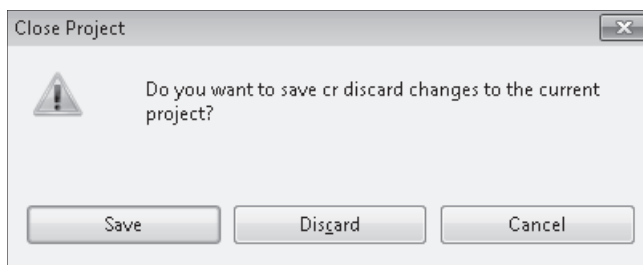 Close Project
Do you want to save cr discard changes to the current
project?
Save
Discard
Cancel